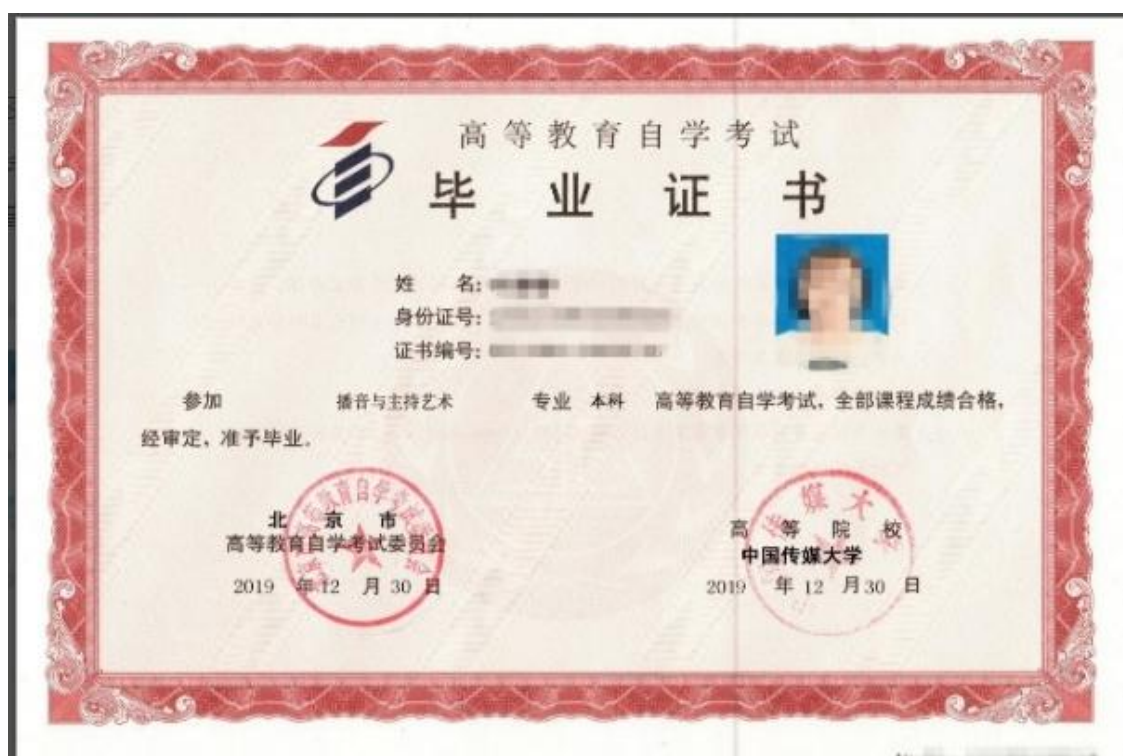 高等教育自学考试
毕业证书
姓 名:
身份证号:
证书编号:
参加 播音与主持艺术 专业 本科 高等教育自学考试，全部课程成绩合格，
经审定，准予毕业.
北京市
高等教育自学考试委员会
2019 年 12 月 30 日
高等院校
中国传媒大学
2019 年 12 月 30 日